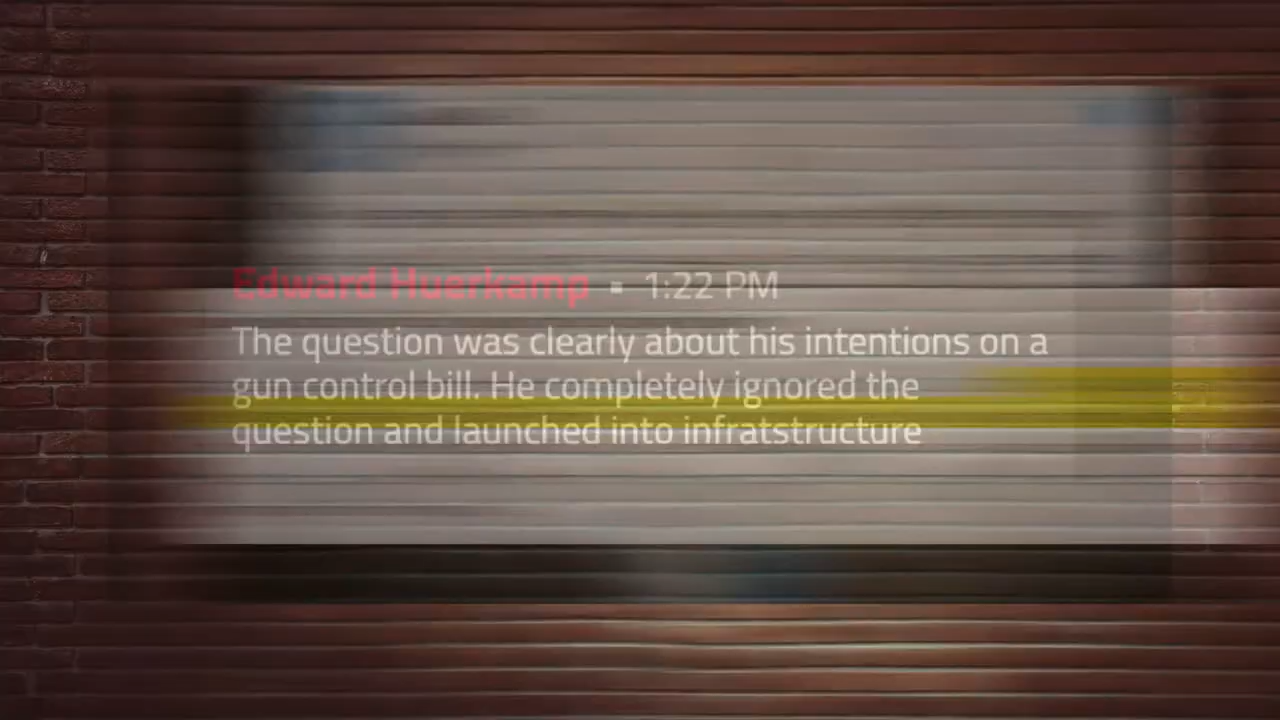 Edward Huerkamp ▪ 1:22 PM
The question was clearly about his intentions on a
gun control bill. He completely ignored the
question and launched into infratstructure